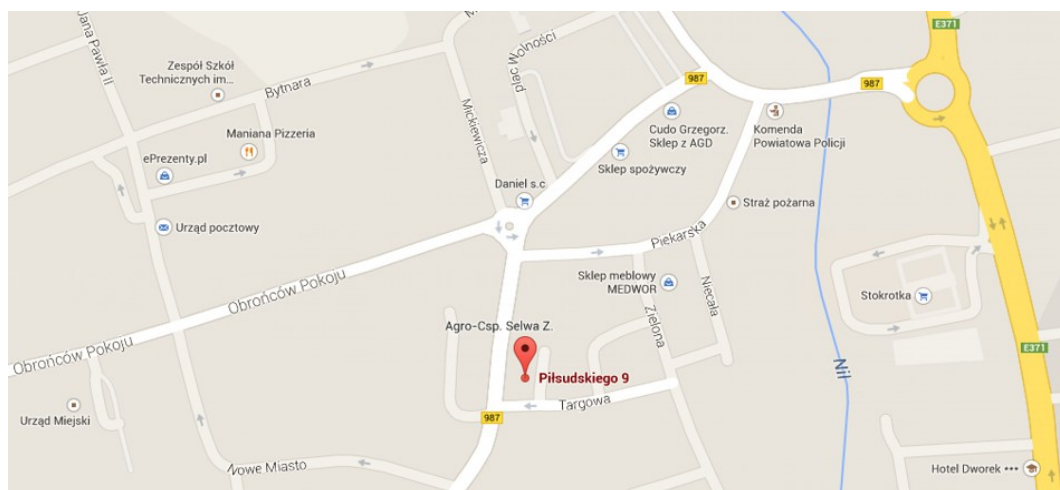 Jana Pawła II
Zespół Szkół
Technicznych im...
Bytnara
Plac Wolności
E371
987
987
Mickiewicza
Maniana Pizzeria
Cudo Grzegorz.
Sklep z AGD
Komenda
Powiatowa Policji
ePrezenty.pl
Sklep spożywczy
Daniel s.c.
Straż pożarna
Urząd pocztowy
Piekarska
Sklep meblowy
MEDWOR
Niecała
Obrońców Pokoju
Stokrotka
Zielona
Agro-Csp. Selwa Z.
E371
Obrońców Pokoju
Piłsudskiego 9
Nil
Targowa
Urząd Miejski
987
Nowe Miasto
Hotel Dworek •••